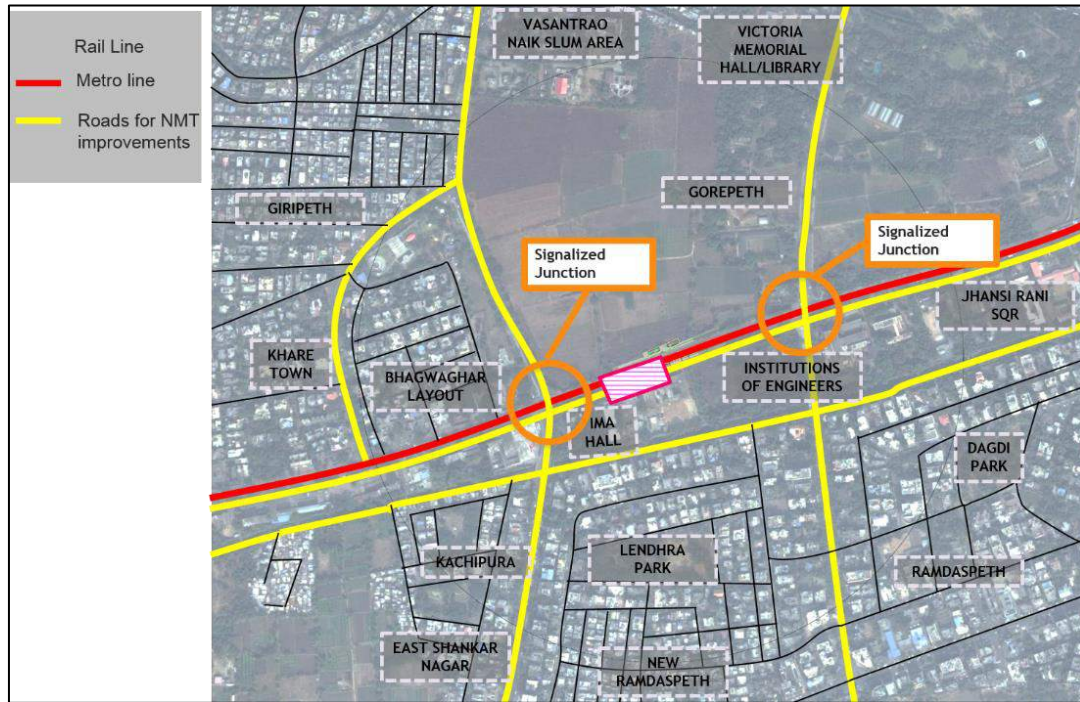 Rail Line
Metro line
Roads for NMT
improvements
VASANTRAO
NAIK SLUM AREA
VICTORIA
MEMORIAL
HALL/LIBRARY
GIRIPETH
GOREPETH
Signalized
Junction
Signalized
Junction
JHANSI RANI
SQR
KHARE
TOWN
BHAGWAGHAR
LAYOUT
INSTITUTIONS
OF ENGINEERS
IMA
HALL
DAGDI
PARK
KACHIPURA
LENDHRA
PARK
RAMDASPETH
EAST SHANKAR
NAGAR
NEW
RAMDASPETH